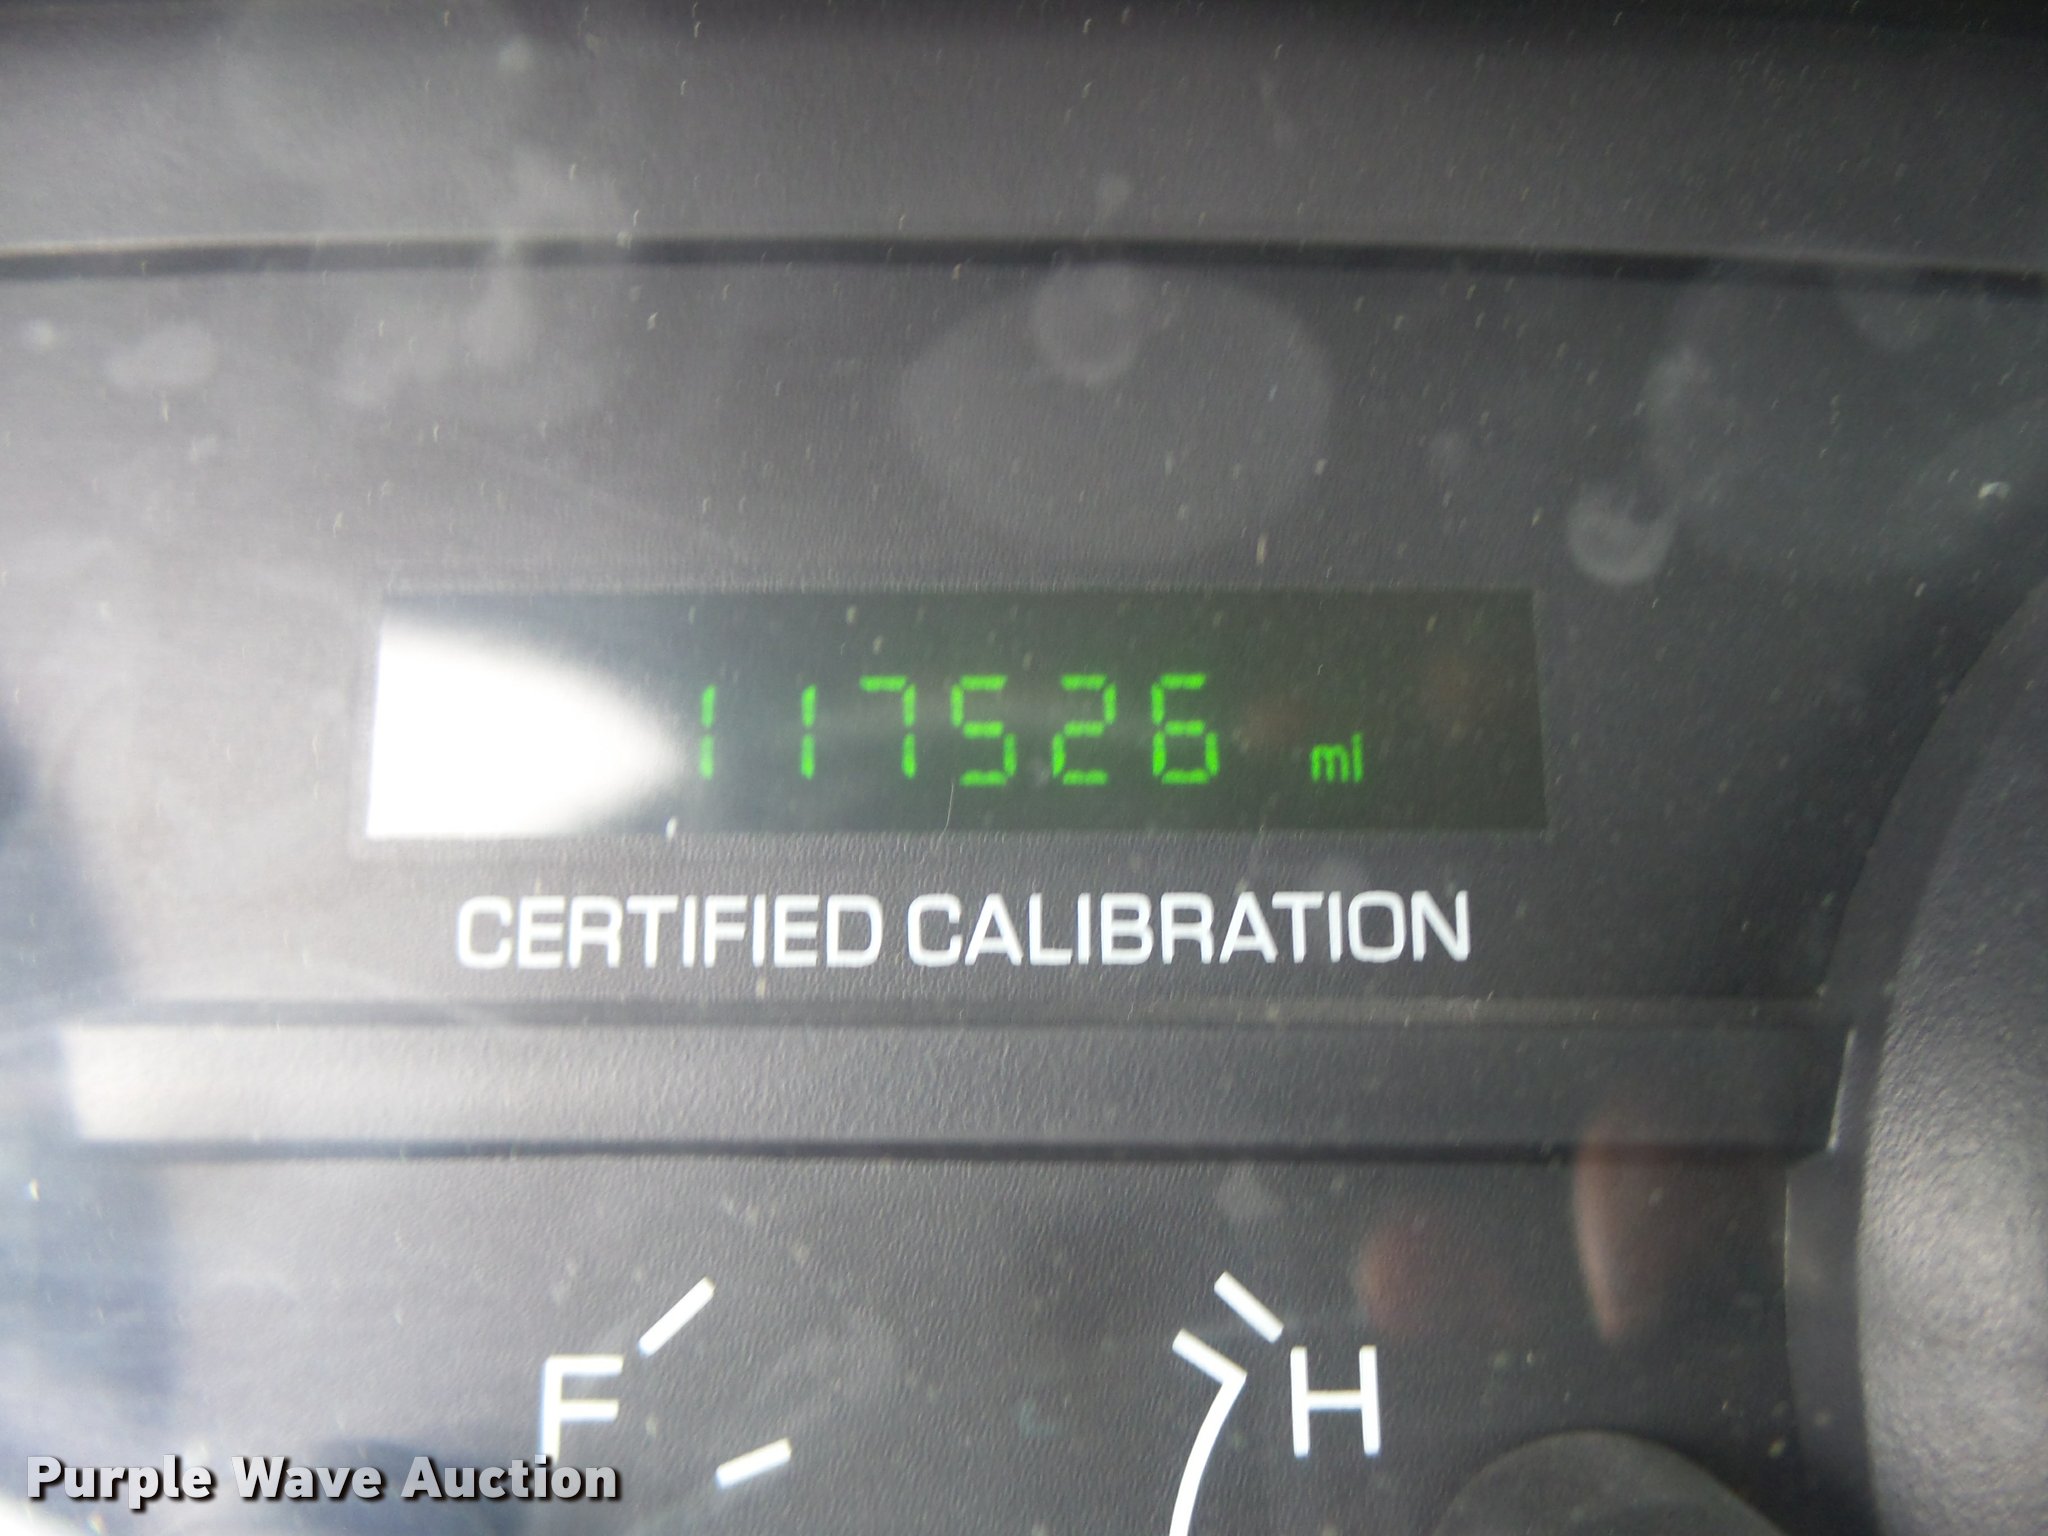 117526 mi
CERTIFIED CALIBRATION
F H
Purple Wave Auction